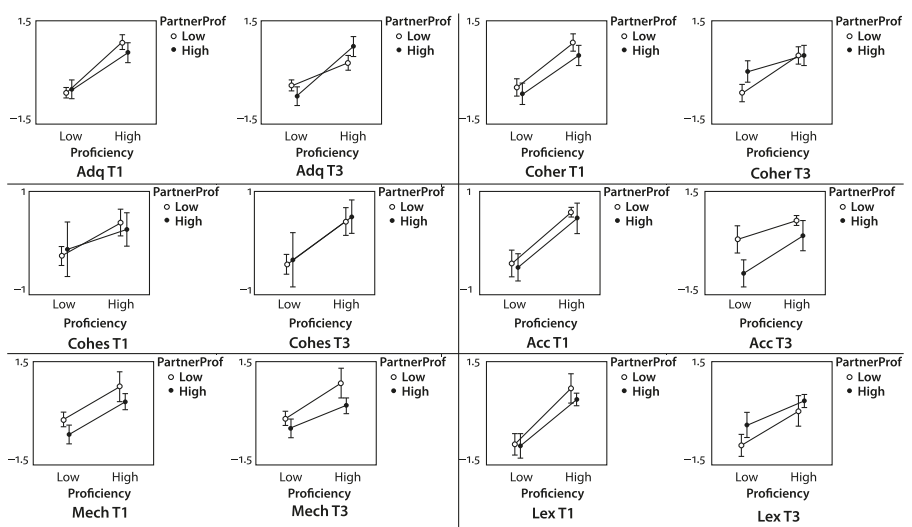 1.5
PartnerProf
Low
High
−1.5
Low High
Proficiency
Adq T1
1.5
PartnerProf
Low
High
−1.5
Low High
Proficiency
Adq T3
1.5
PartnerProf
Low
High
−1.5
Low High
Proficiency
Coher T1
1.5
PartnerProf
Low
High
−1.5
Low High
Proficiency
Coher T3
1
PartnerProf
Low
High
−1
Low High
Proficiency
Cohes T1
1
PartnerProf
Low
High
−1
Low High
Proficiency
Cohes T3
1
PartnerProf
Low
High
−1
Low High
Proficiency
Acc T1
1.5
PartnerProf
Low
High
−1.5
Low High
Proficiency
Acc T3
1.5
PartnerProf
Low
High
−1.5
Low High
Proficiency
Mech T1
1.5
PartnerProf
Low
High
−1.5
Low High
Proficiency
Mech T3
1.5
PartnerProf
Low
High
−1.5
Low High
Proficiency
Lex T1
1.5
PartnerProf
Low
High
−1.5
Low High
Proficiency
Lex T3